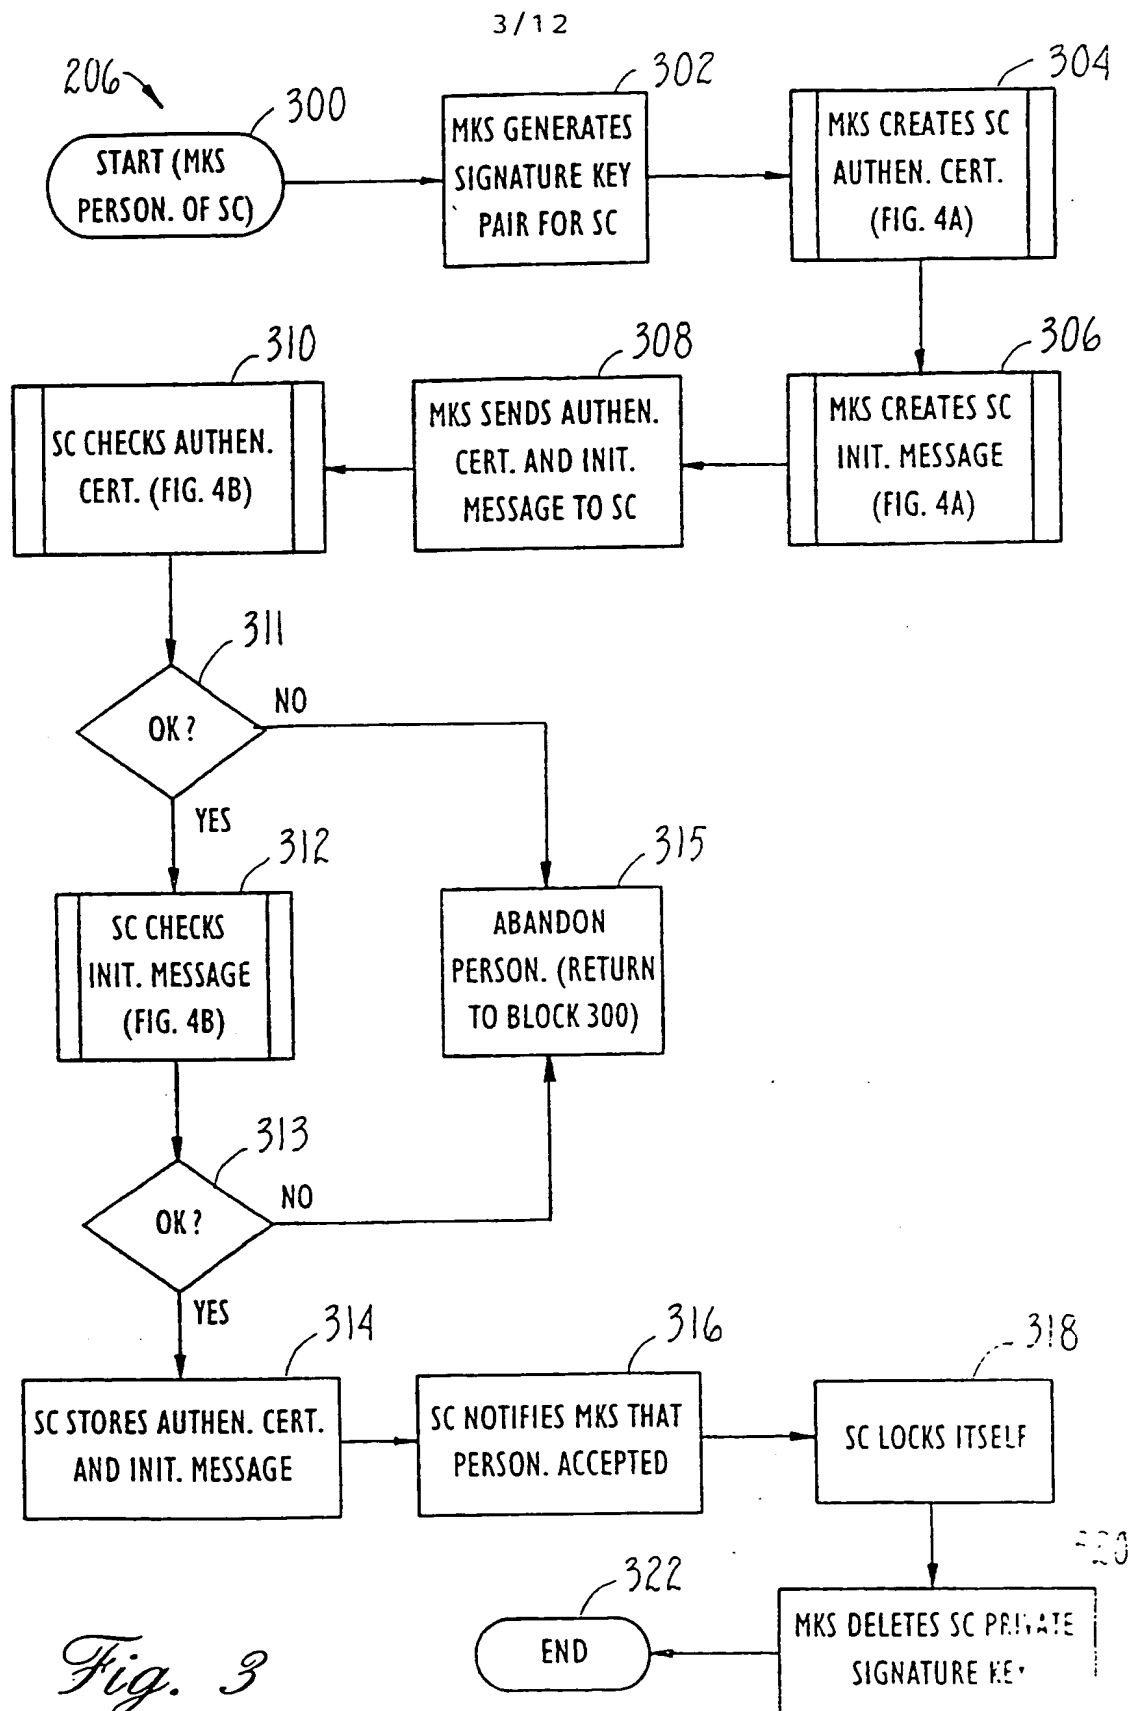 3/12
206
300
START (MKS
PERSON. OF SC)
302
MKS GENERATES
SIGNATURE KEY
PAIR FOR SC
304
MKS CREATES SC
AUTHEN. CERT.
(FIG. 4A)
306
MKS CREATES SC
INIT. MESSAGE
(FIG. 4A)
308
MKS SENDS AUTHEN.
CERT. AND INIT.
MESSAGE TO SC
310
SC CHECKS AUTHEN.
CERT. (FIG. 4B)
311
OK?
NO
YES
312
SC CHECKS
INIT. MESSAGE
(FIG. 4B)
315
ABANDON
PERSON. (RETURN
TO BLOCK 300)
313
OK?
NO
YES
314
SC STORES AUTHEN. CERT.
AND INIT. MESSAGE
316
SC NOTIFIES MKS THAT
PERSON. ACCEPTED
318
SC LOCKS ITSELF
MKS DELETES SC PRIVATE
SIGNATURE KEY
322
END
Fig. 3